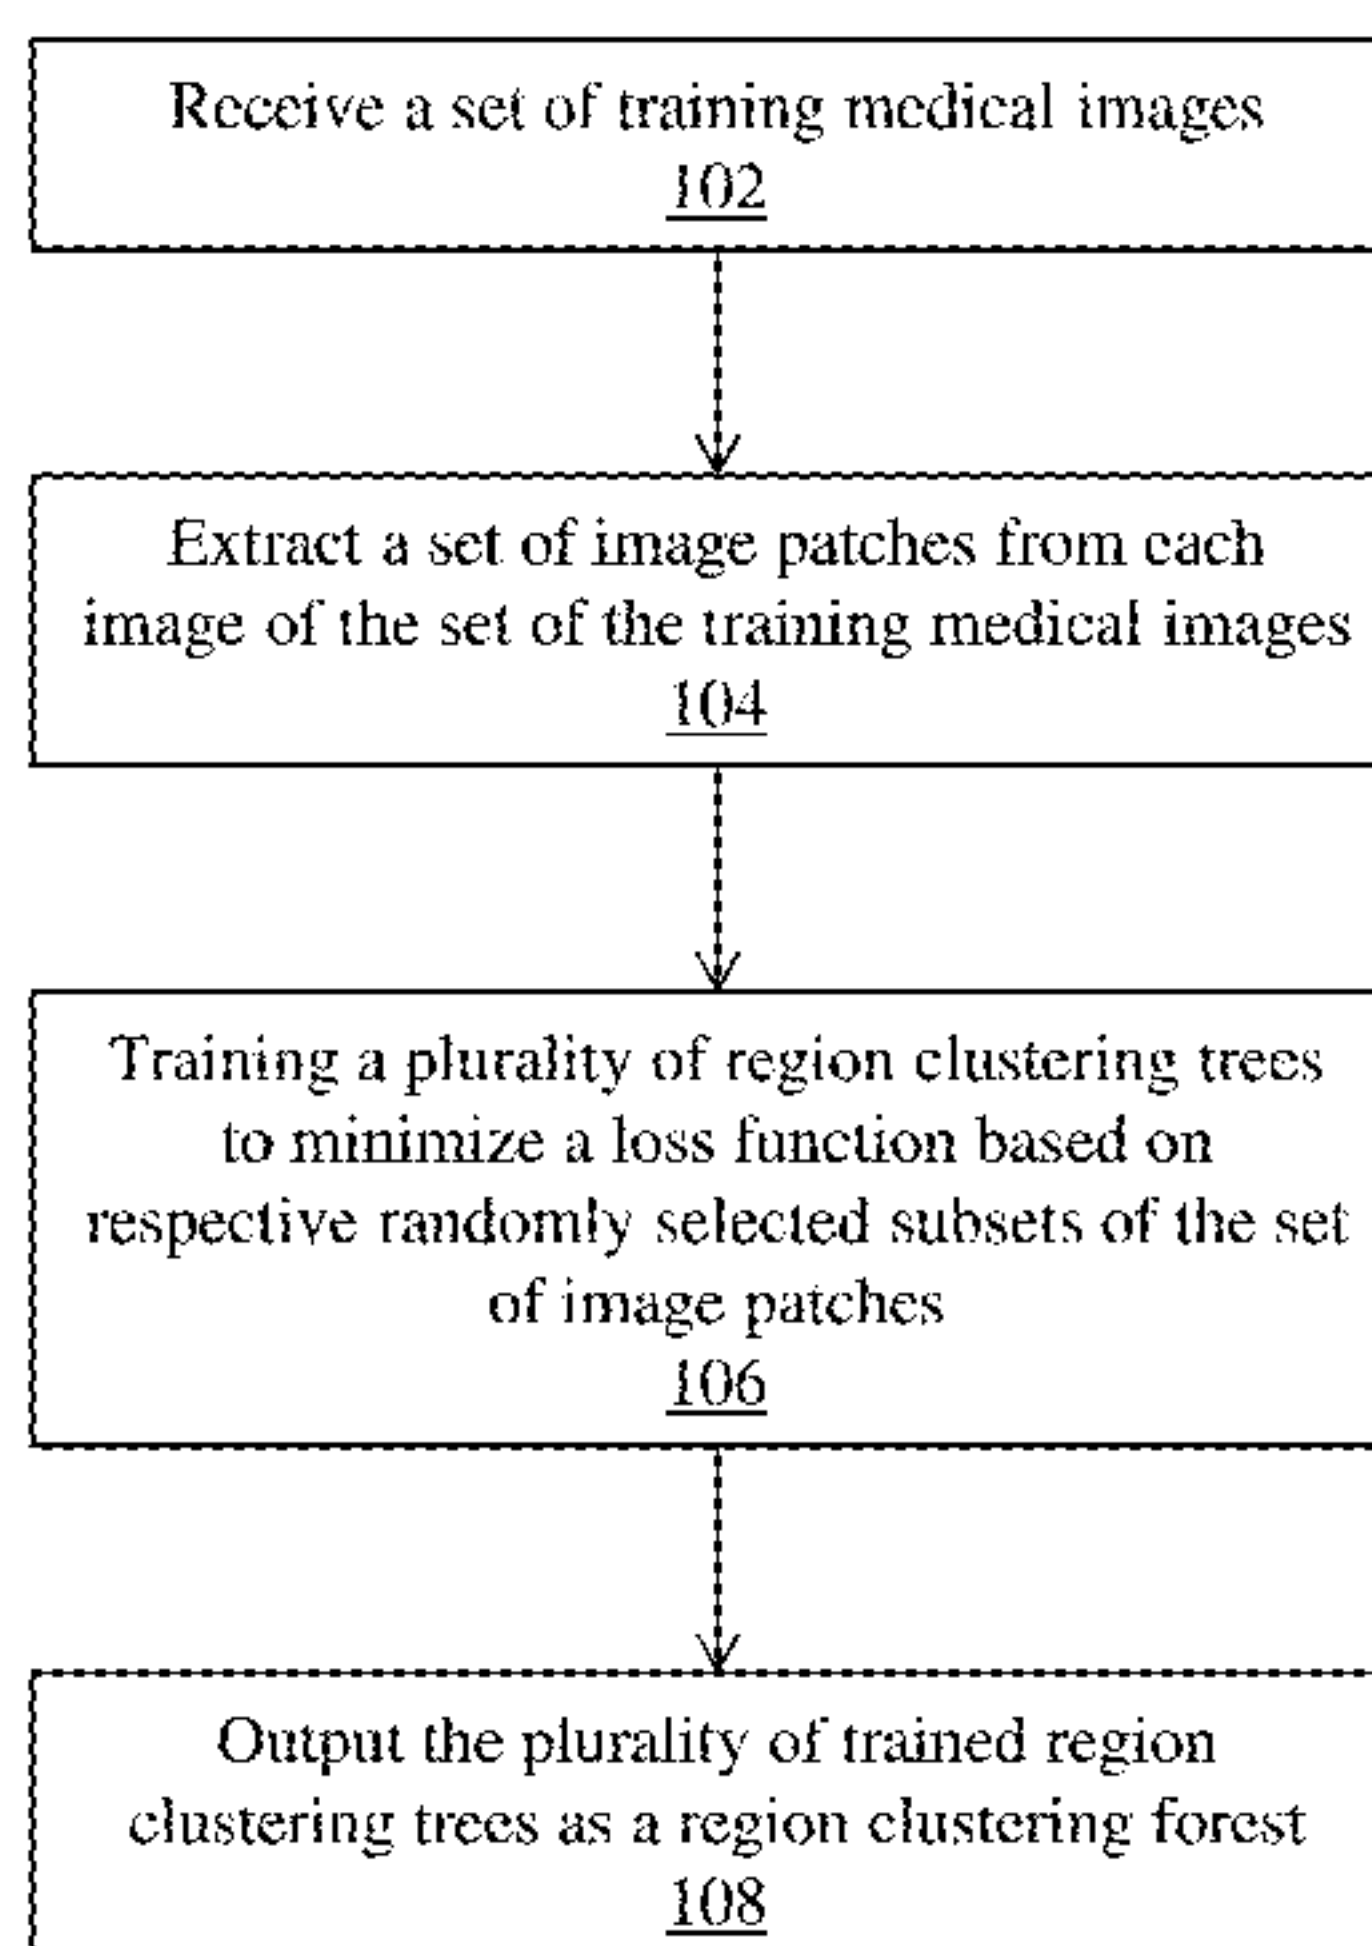 Receive a set of training medical images
102
Extract a set of image patches from each
image of the set of the training medical images
104
Training a plurality of region clustering trees
to minimize a loss function based on
respective randomly selected subsets of the set
of image patches
106
Output the plurality of trained region
clustering trees as a region clustering forest
108